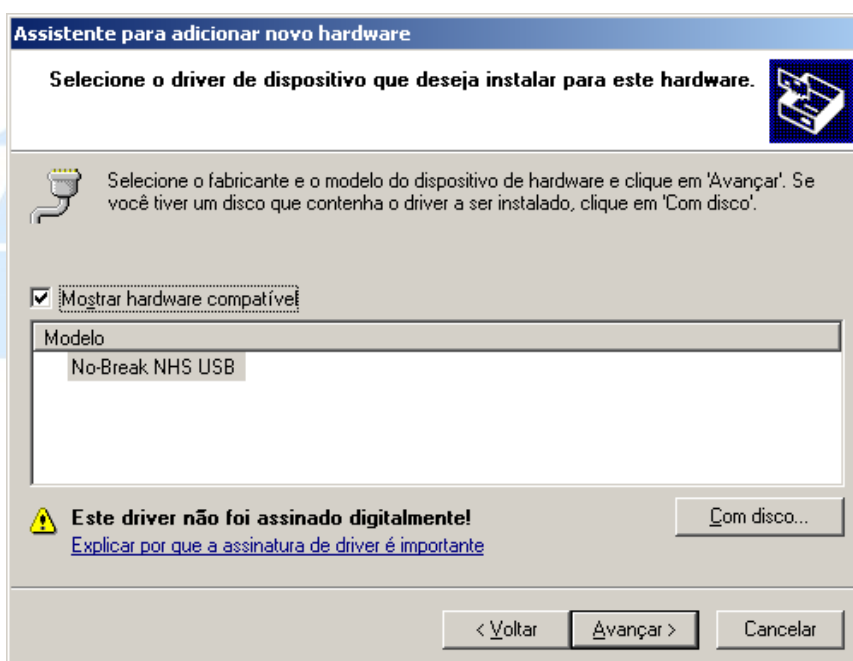 Assistente para adicionar novo hardware
Selecione o driver de dispositivo que deseja instalar para este hardware.
Selecione o fabricante e o modelo do dispositivo de hardware e clique em 'Avançar'. Se
você tiver um disco que contenha o driver a ser instalado, clique em 'Com disco'.
Mostrar hardware compatível
Modelo
No-Break NHS USB
Este driver não foi assinado digitalmente!
Com disco...
Explicar por que a assinatura de driver é importante
< Voltar
Avançar >
Cancelar